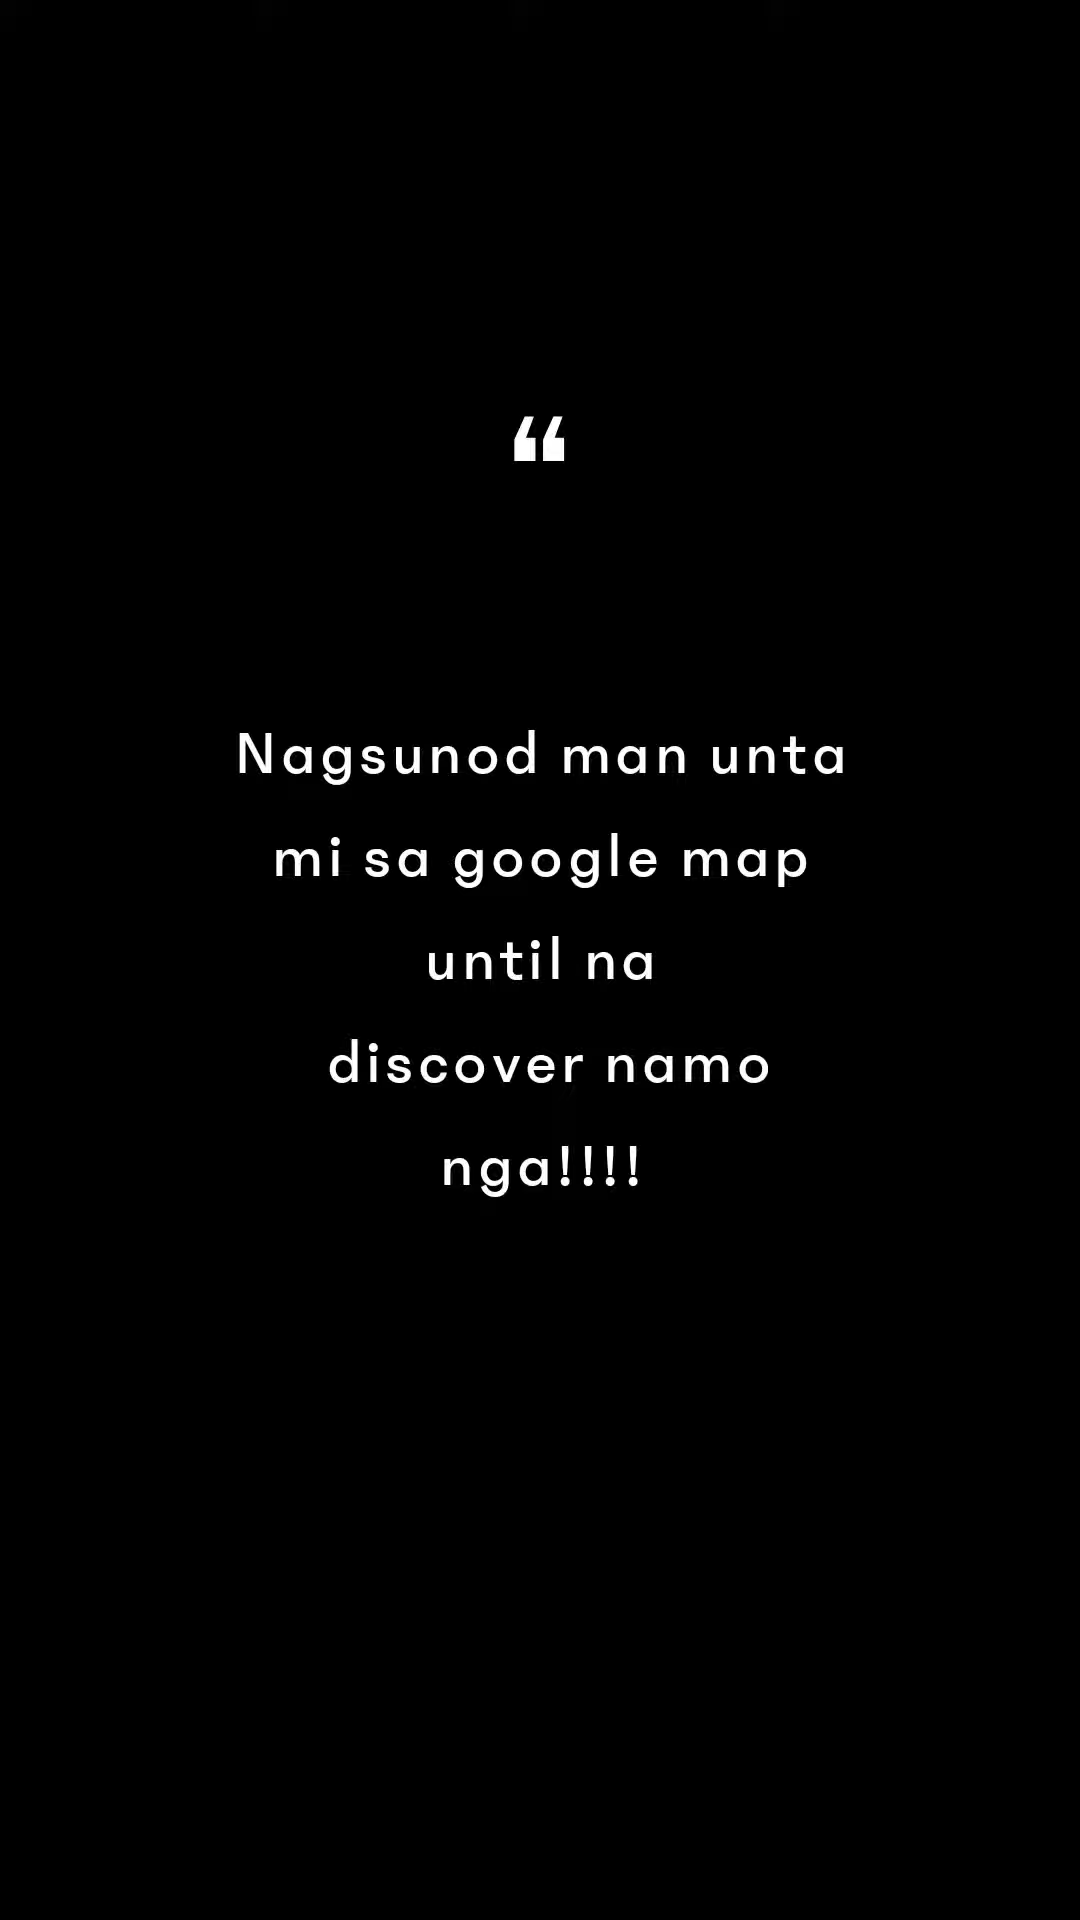 ❝
Nagsunod man unta
mi sa google map
until na
discover namo
nga!!!!